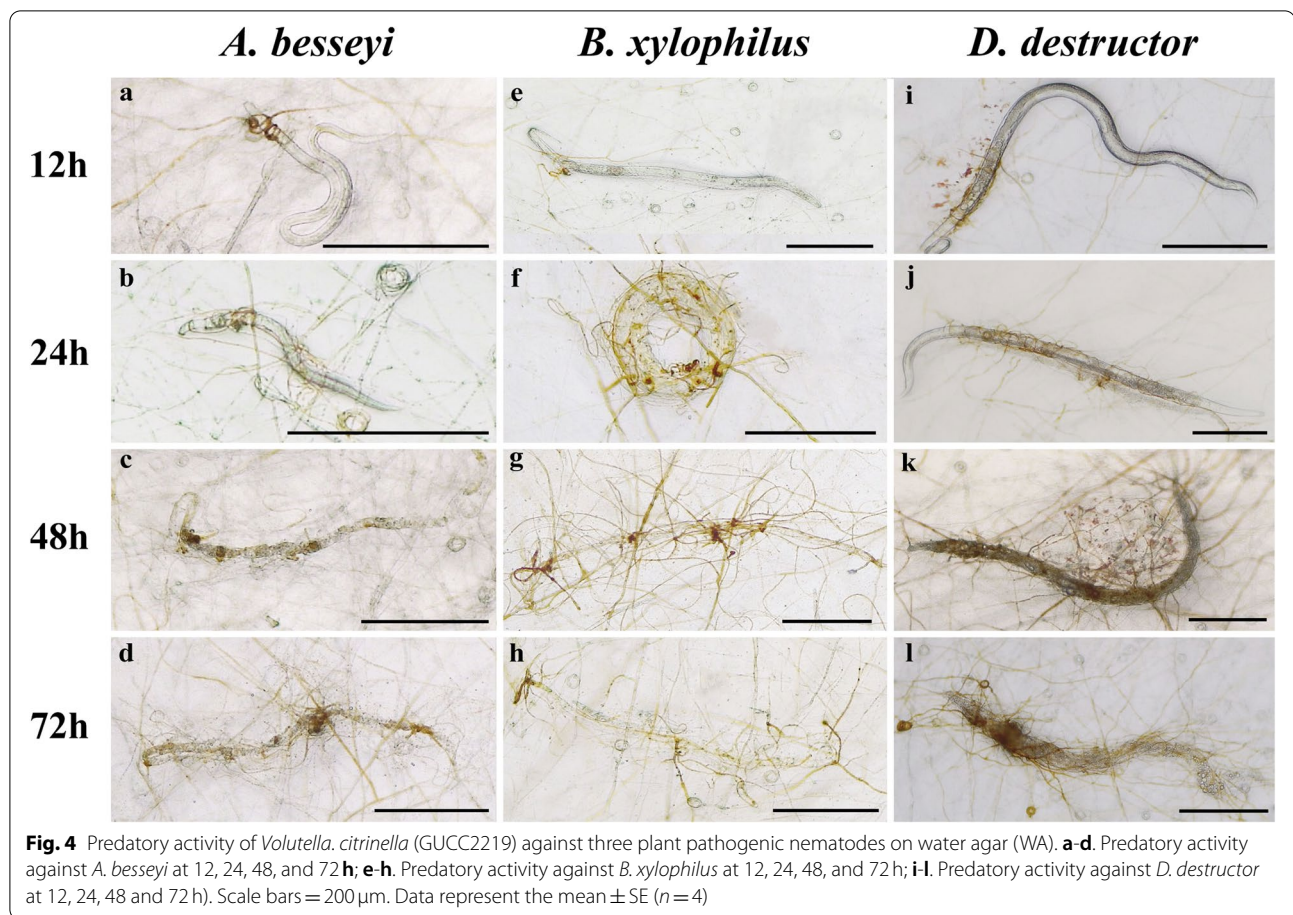 A. besseyi B. xylophilus D. destructor
12h a e i
24h b f j
48h c g k
72h d h l
Fig. 4 Predatory activity of Volutella. citrinella (GUCC2219) against three plant pathogenic nematodes on water agar (WA). a-d. Predatory activity
against A. besseyi at 12, 24, 48, and 72 h; e-h. Predatory activity against B. xylophilus at 12, 24, 48, and 72 h; i-l. Predatory activity against D. destructor
at 12, 24, 48 and 72 h). Scale bars = 200 μm. Data represent the mean ± SE (n = 4)